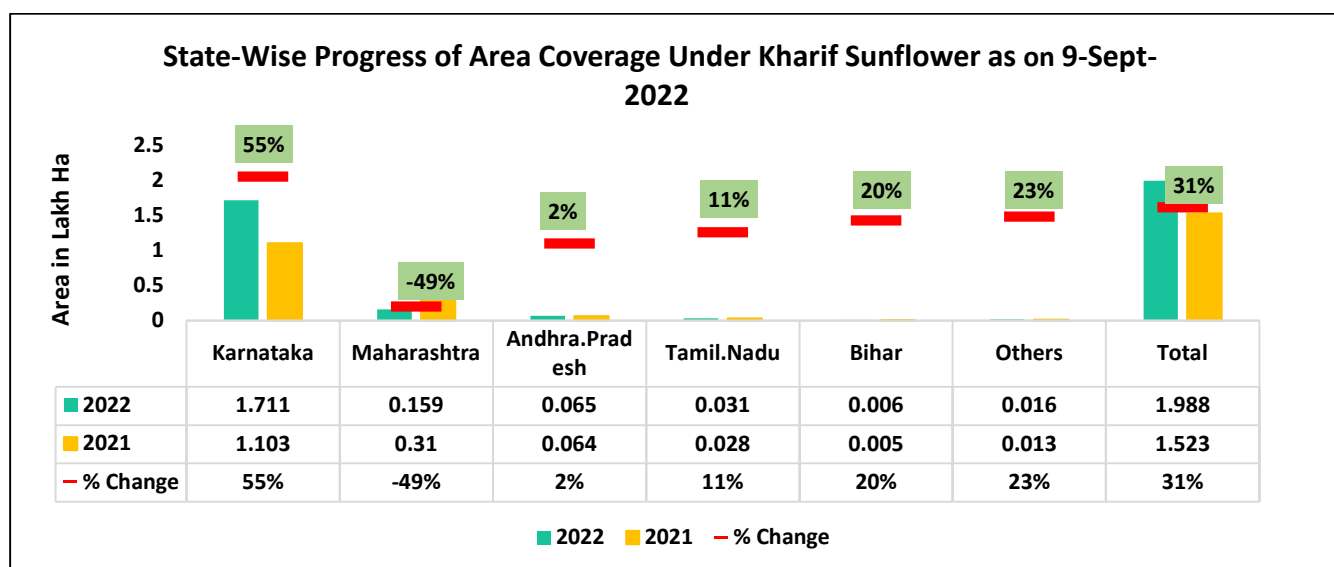 State-Wise Progress of Area Coverage Under Kharif Sunflower as on 9-Sept-
2022
Area in Lakh Ha
2.5
2
1.5
1
0.5
0
55%
-49%
2%
11%
20%
23%
31%
Karnataka Maharashtra Andhra.Prad Tamil.Nadu Bihar Others Total
esh
2022 1.711 0.159 0.065 0.031 0.006 0.016 1.988
2021 1.103 0.31 0.064 0.028 0.005 0.013 1.523
% Change 55% -49% 2% 11% 20% 23% 31%
2022 2021 % Change